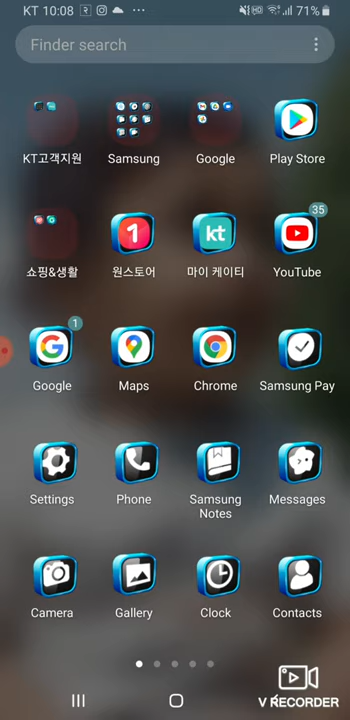 KT 10:08
71%
Finder search
KT고객지원
Samsung
Google
Play Store
쇼핑&생활
1
원스토어
kt
마이 케이티
35
YouTube
1
G
Google
Maps
Chrome
Samsung Pay
Settings
Phone
Samsung
Notes
Messages
Camera
Gallery
Clock
Contacts
V RECORDER